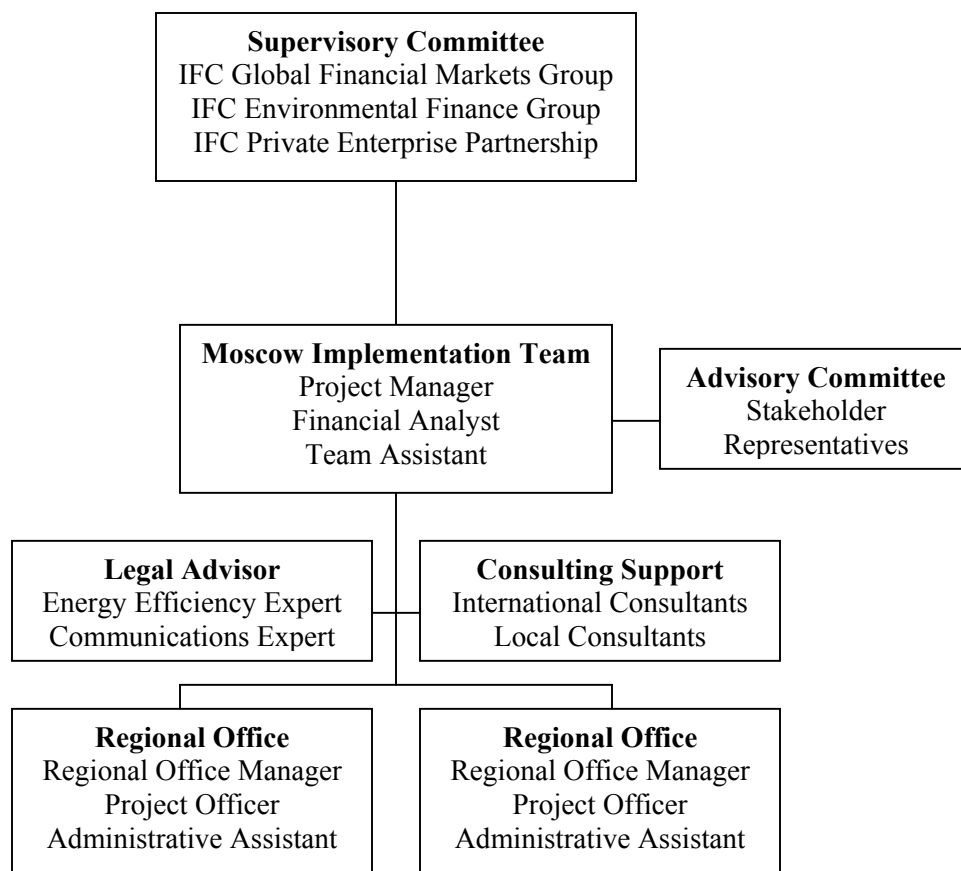 Supervisory Committee
IFC Global Financial Markets Group
IFC Environmental Finance Group
IFC Private Enterprise Partnership
Moscow Implementation Team
Project Manager
Financial Analyst
Team Assistant
Advisory Committee
Stakeholder
Representatives
Legal Advisor
Energy Efficiency Expert
Communications Expert
Consulting Support
International Consultants
Local Consultants
Regional Office
Regional Office Manager
Project Officer
Administrative Assistant
Regional Office
Regional Office Manager
Project Officer
Administrative Assistant